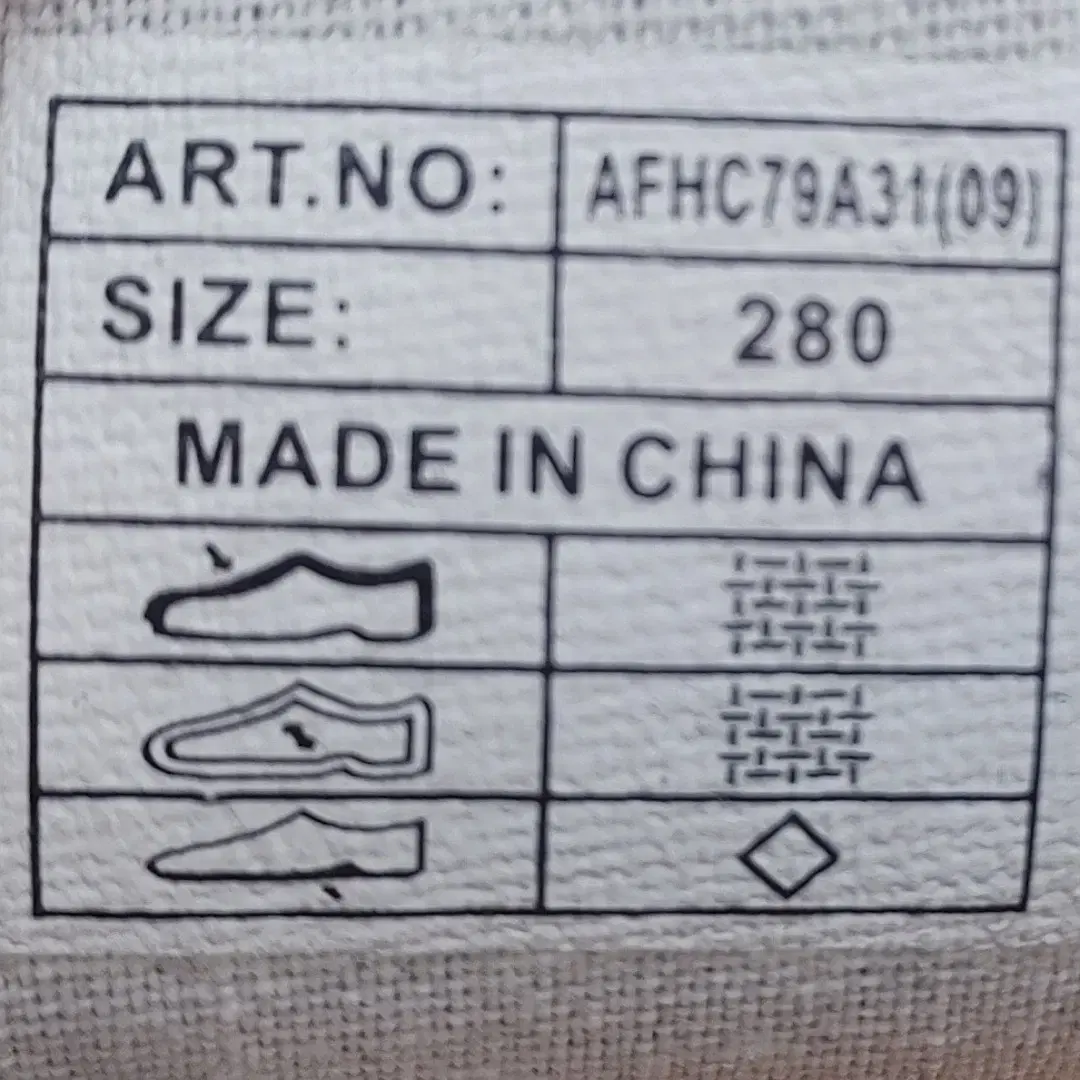 ART.NO: AFHC79A31(09)
SIZE: 280
MADE IN CHINA